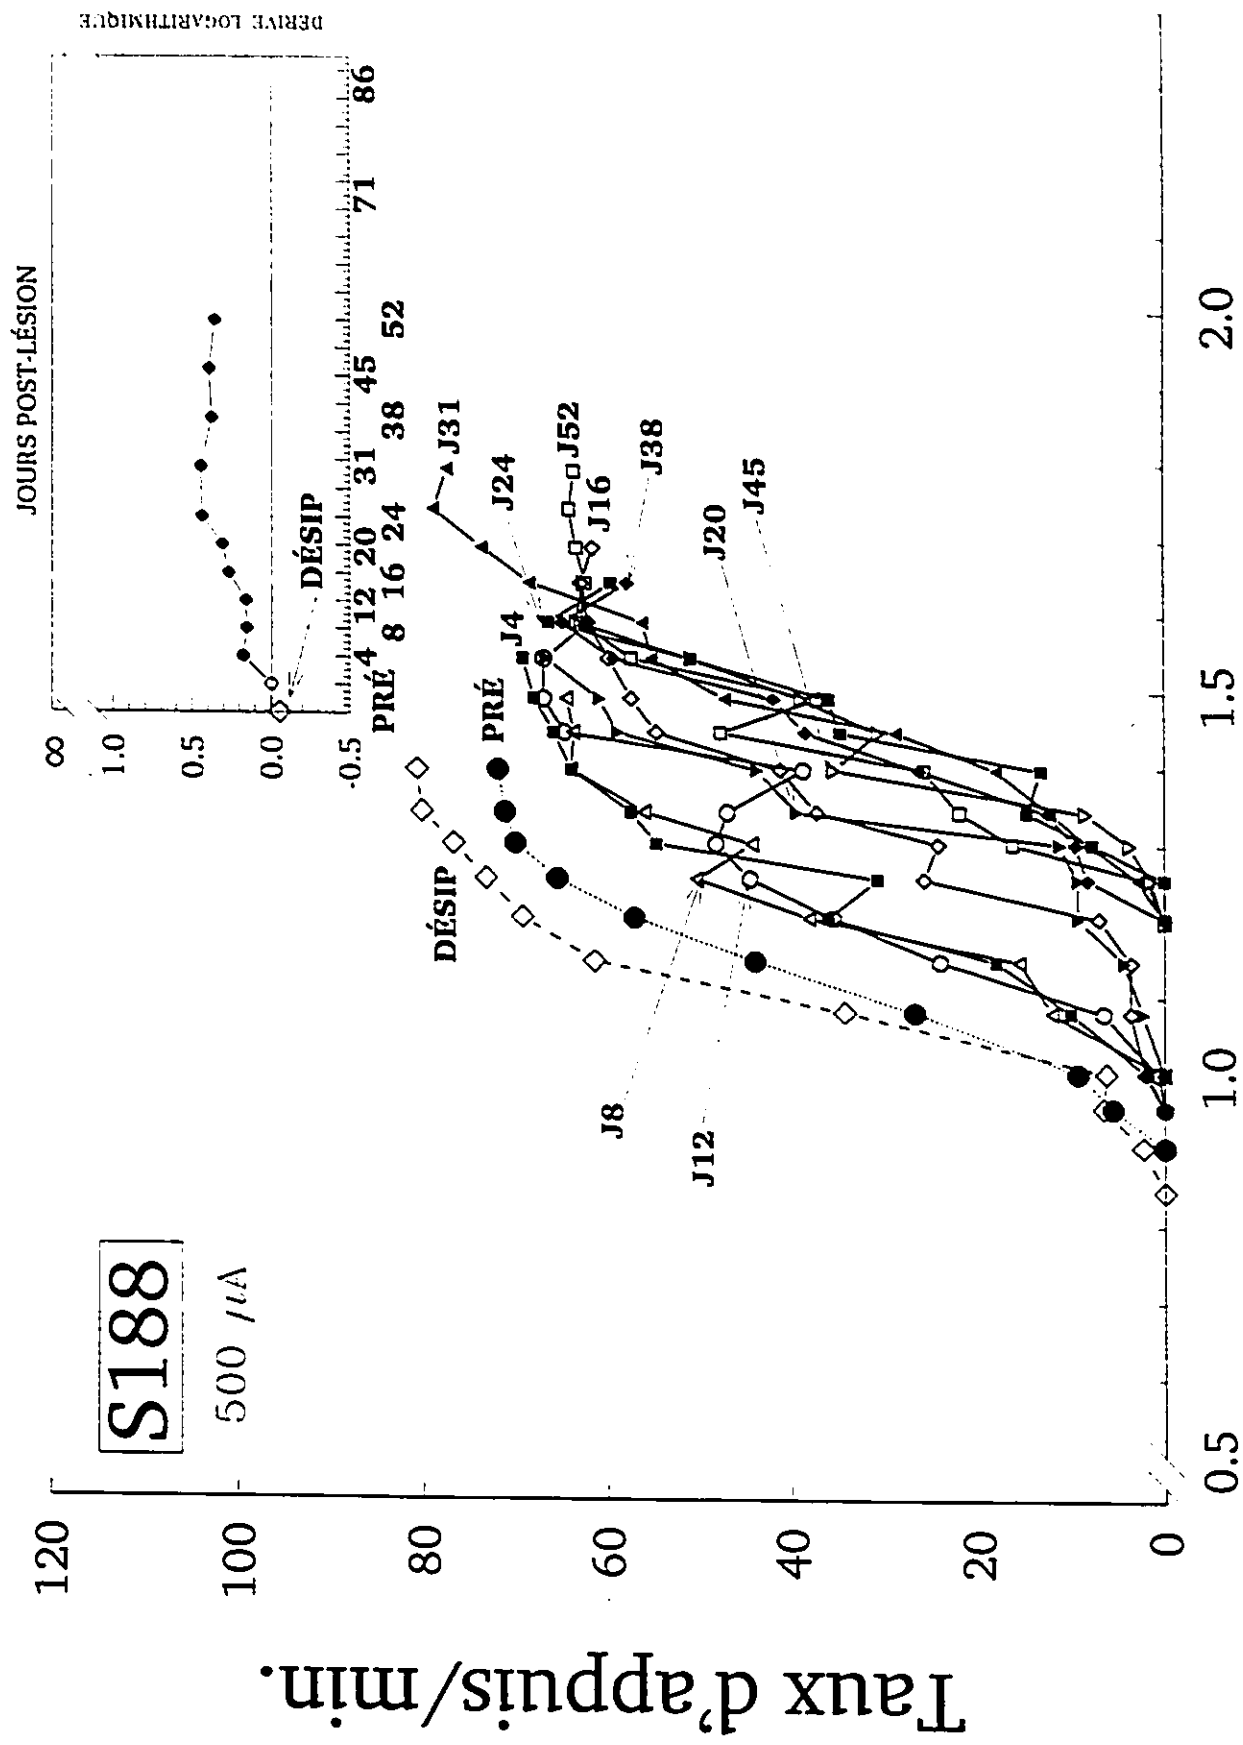 S188
500 µA
JOURS POST-LÉSION
DÉRIVE LOGARITHMIQUE
∞
1.0
0.5
0.0
-0.5
DÉSIP
4 12 20 31 45 71 86
PRÉ 8 16 24 38 52
Taux d'appuis/min.
120
100
80
60
40
20
0
DÉSIP
PRÉ
J4
J24
J31
J52
J16
J38
J20
J45
J8
J12
0.5 1.0 1.5 2.0